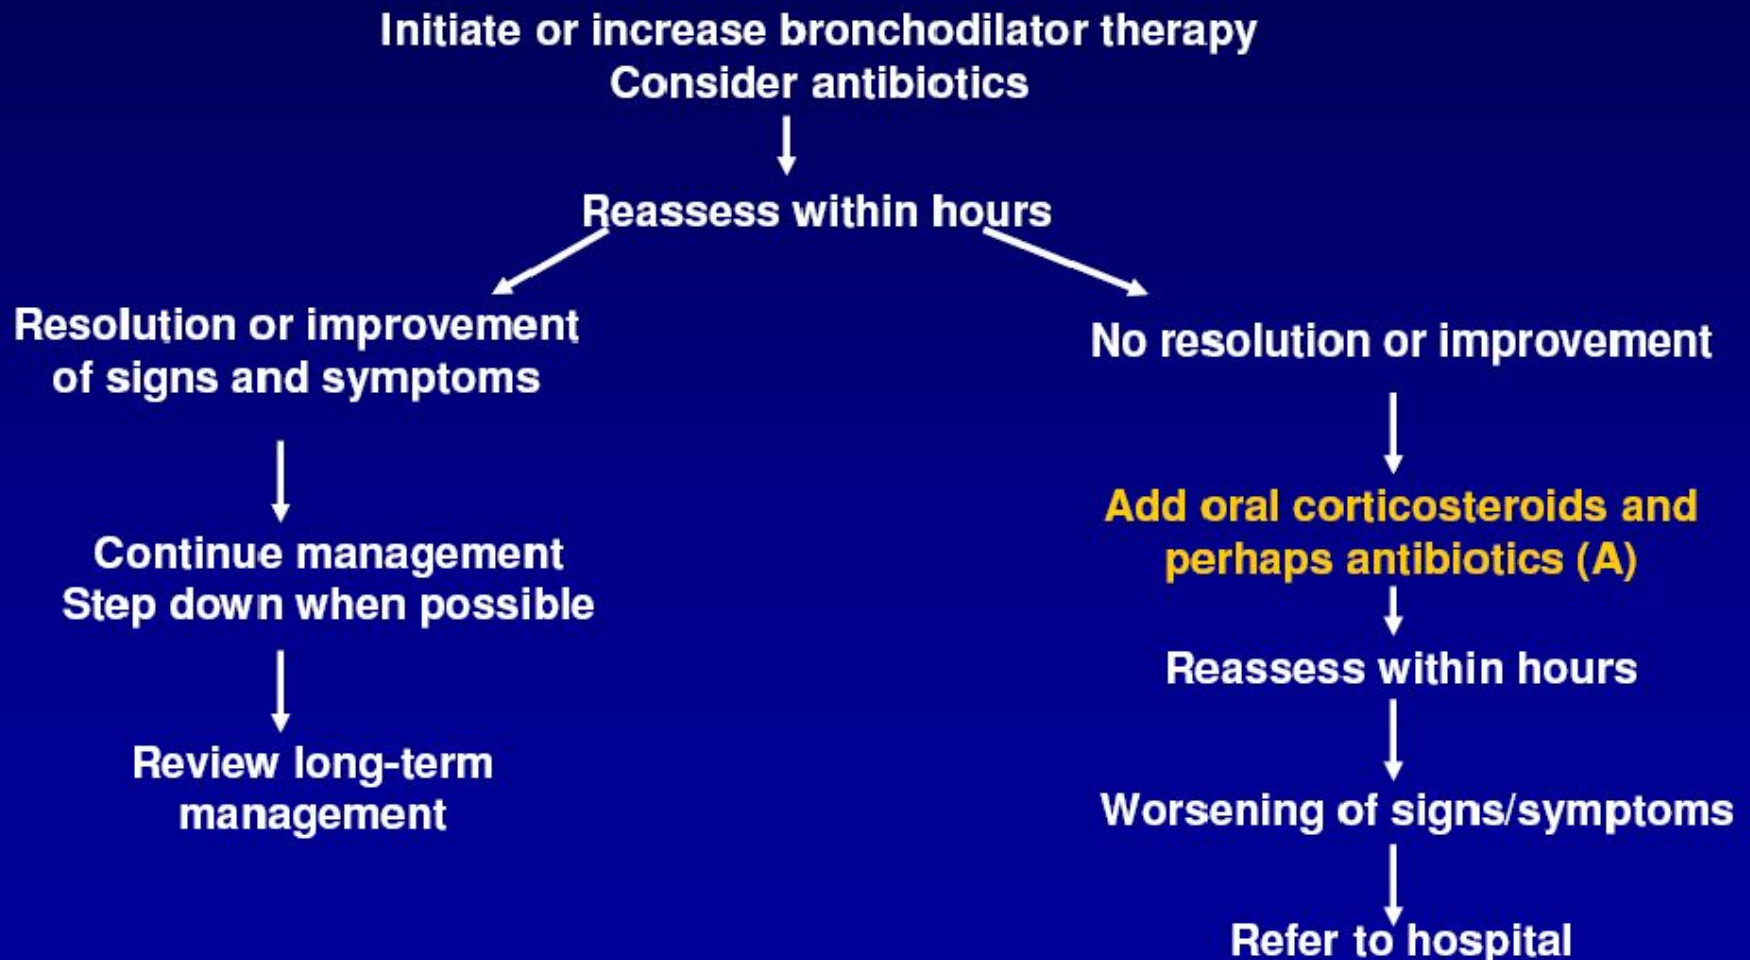 Initiate or increase bronchodilator therapy
Consider antibiotics
Reassess within hours
Resolution or improvement
of signs and symptoms
Continue management
Step down when possible
Review long-term
management
No resolution or improvement
Add oral corticosteroids and
perhaps antibiotics (A)
Reassess within hours
Worsening of signs/symptoms
Refer to hospital